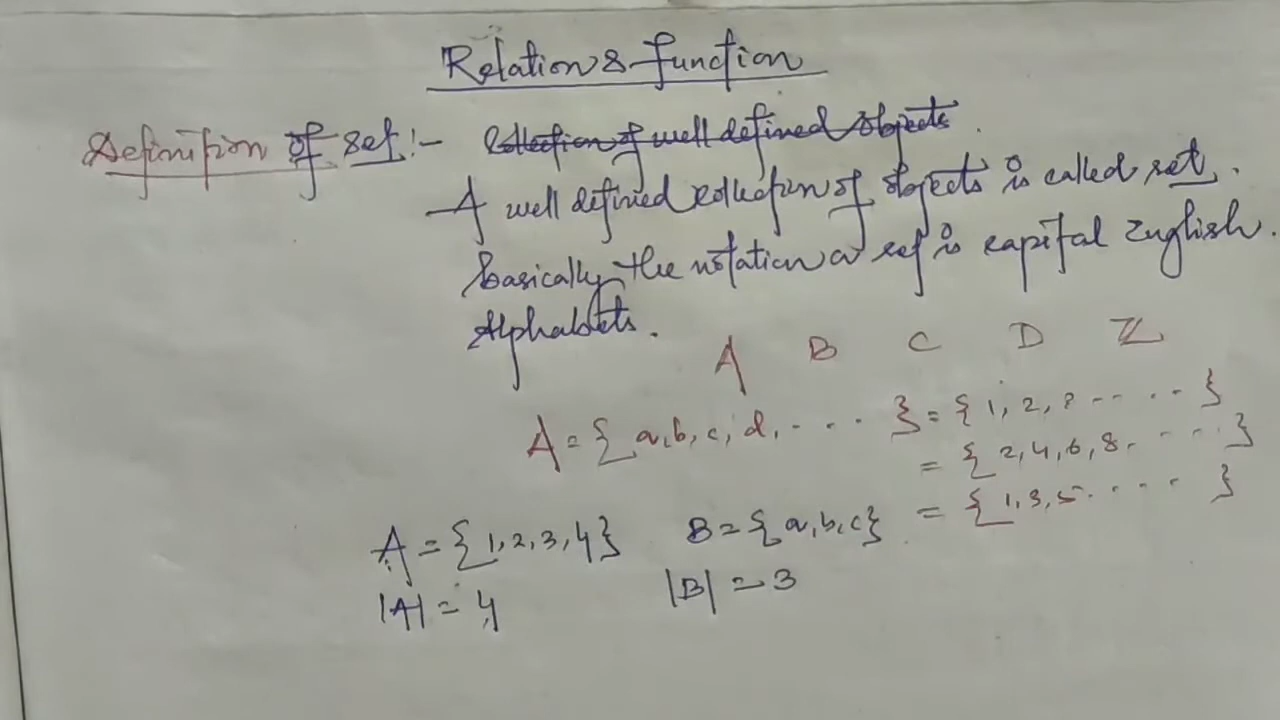 Relation & function
Definition of set :- Collection of well defined objects.
A well defined collection of objects is called set.
basically the notation a set is capital English.
Alphabets.
A B C D Z
A = { a, b, c, d, . . . . } = { 1, 2, 8 - - . . - }
= { 2, 4, 6, 8, . . . . }
A = { 1, 2, 3, 4 } B = { a, b, c } = { 1, 3, 5 . . . . . }
|A| = 4 |B| = 3